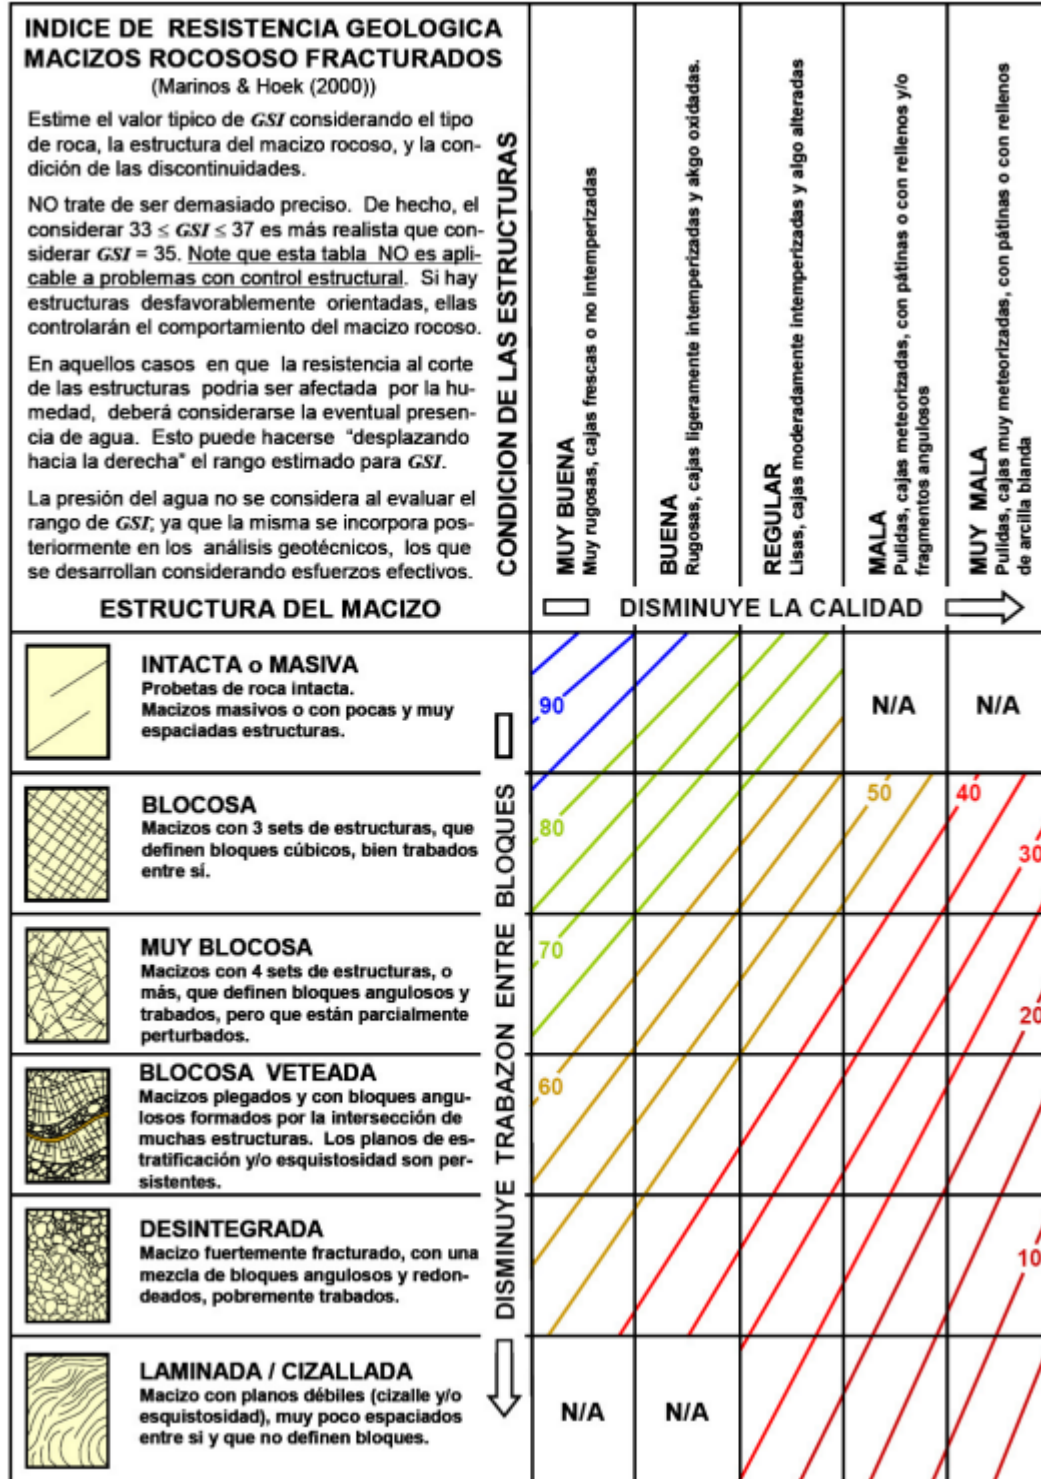 INDICE DE RESISTENCIA GEOLOGICA
MACIZOS ROCOSOSO FRACTURADOS
(Marinos & Hoek (2000))
Estime el valor tipico de GSI considerando el tipo
de roca, la estructura del macizo rocoso, y la con-
dición de las discontinuidades.
NO trate de ser demasiado preciso. De hecho, el
considerar 33 ≤ GSI ≤ 37 es más realista que con-
siderar GSI = 35. Note que esta tabla NO es apli-
cable a problemas con control estructural. Si hay
estructuras desfavorablemente orientadas, ellas
controlarán el comportamiento del macizo rocoso.
En aquellos casos en que la resistencia al corte
de las estructuras podria ser afectada por la hu-
medad, deberá considerarse la eventual presen-
cia de agua. Esto puede hacerse "desplazando
hacia la derecha" el rango estimado para GSI.
La presión del agua no se considera al evaluar el
rango de GSI; ya que la misma se incorpora pos-
teriormente en los análisis geotécnicos, los que
se desarrollan considerando esfuerzos efectivos.
ESTRUCTURA DEL MACIZO
CONDICION DE LAS ESTRUCTURAS
MUY BUENA
Muy rugosas, cajas frescas o no intemperizadas
BUENA
Rugosas, cajas ligeramente intemperizadas y akgo oxidadas.
REGULAR
Lisas, cajas moderadamente intemperizadas y algo alteradas
MALA
Pulidas, cajas meteorizadas, con pátinas o con rellenos y/o
fragmentos angulosos
MUY MALA
Pulidas, cajas muy meteorizadas, con pátinas o con rellenos
de arcilla blanda
DISMINUYE LA CALIDAD
DISMINUYE TRABAZON ENTRE BLOQUES
INTACTA o MASIVA
Probetas de roca intacta.
Macizos masivos o con pocas y muy
espaciadas estructuras.
90
N/A
N/A
BLOCOSA
Macizos con 3 sets de estructuras, que
definen bloques cúbicos, bien trabados
entre sí.
80
50
40
30
MUY BLOCOSA
Macizos con 4 sets de estructuras, o
más, que definen bloques angulosos y
trabados, pero que están parcialmente
perturbados.
70
20
BLOCOSA VETEADA
Macizos plegados y con bloques angu-
losos formados por la intersección de
muchas estructuras. Los planos de es-
tratificación y/o esquistosidad son per-
sistentes.
60
DESINTEGRADA
Macizo fuertemente fracturado, con una
mezcla de bloques angulosos y redon-
deados, pobremente trabados.
10
LAMINADA / CIZALLADA
Macizo con planos débiles (cizalle y/o
esquistosidad), muy poco espaciados
entre si y que no definen bloques.
N/A
N/A